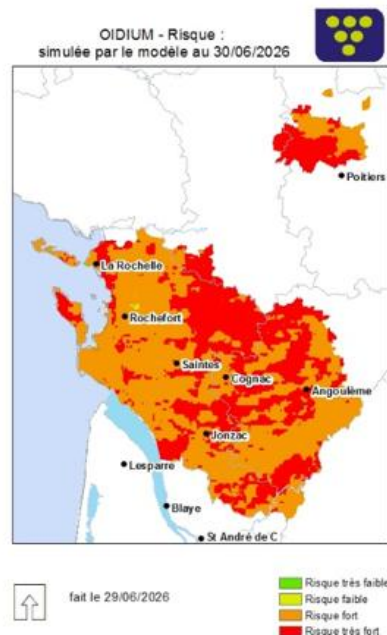 OIDIUM - Risque :
simulée par le modèle au 30/06/2026
Poitiers
La Rochelle
Rochefort
Saintes
Cognac
Angoulême
Jonzac
Lesparre
Blaye
St André de C
fait le 29/06/2026
Risque très faible
Risque faible
Risque fort
Risque très fort